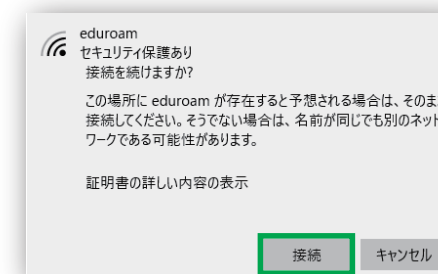 eduroam
セキュリティ保護あり
接続を続けますか?
この場所に eduroam が存在すると予想される場合は、そのま
接続してください。そうでない場合は、名前が同じでも別のネット
ワークである可能性があります。
証明書の詳しい内容の表示
接続
キャンセル